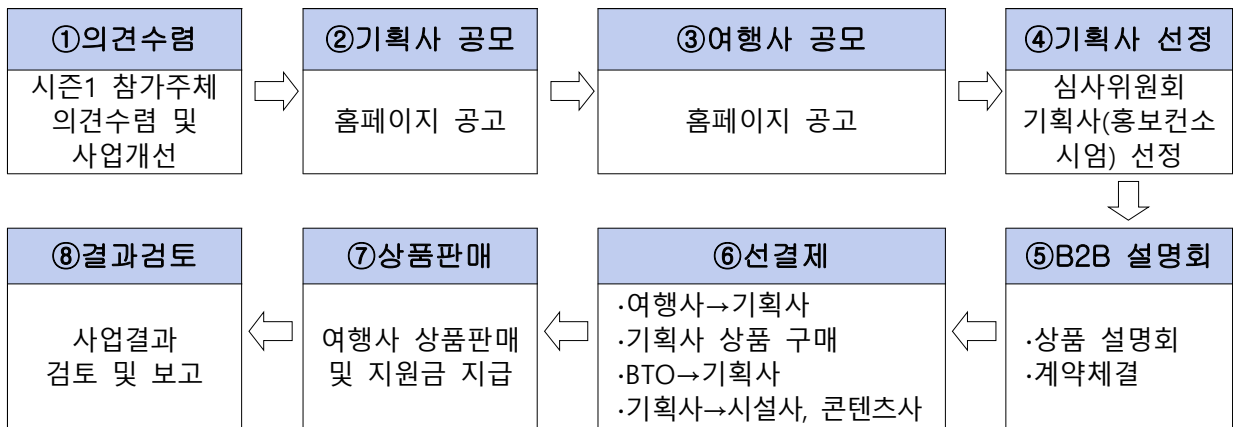 ①의견수렴
시즌1 참가주체
의견수렴 및
사업개선
②기획사 공모
홈페이지 공고
③여행사 공모
홈페이지 공고
④기획사 선정
심사위원회
기획사(홍보컨소
시엄) 선정
⑤B2B 설명회
·상품 설명회
·계약체결
⑥선결제
·여행사→기획사
·기획사 상품 구매
·BTO→기획사
·기획사→시설사, 콘텐츠사
⑦상품판매
여행사 상품판매
및 지원금 지급
⑧결과검토
사업결과
검토 및 보고